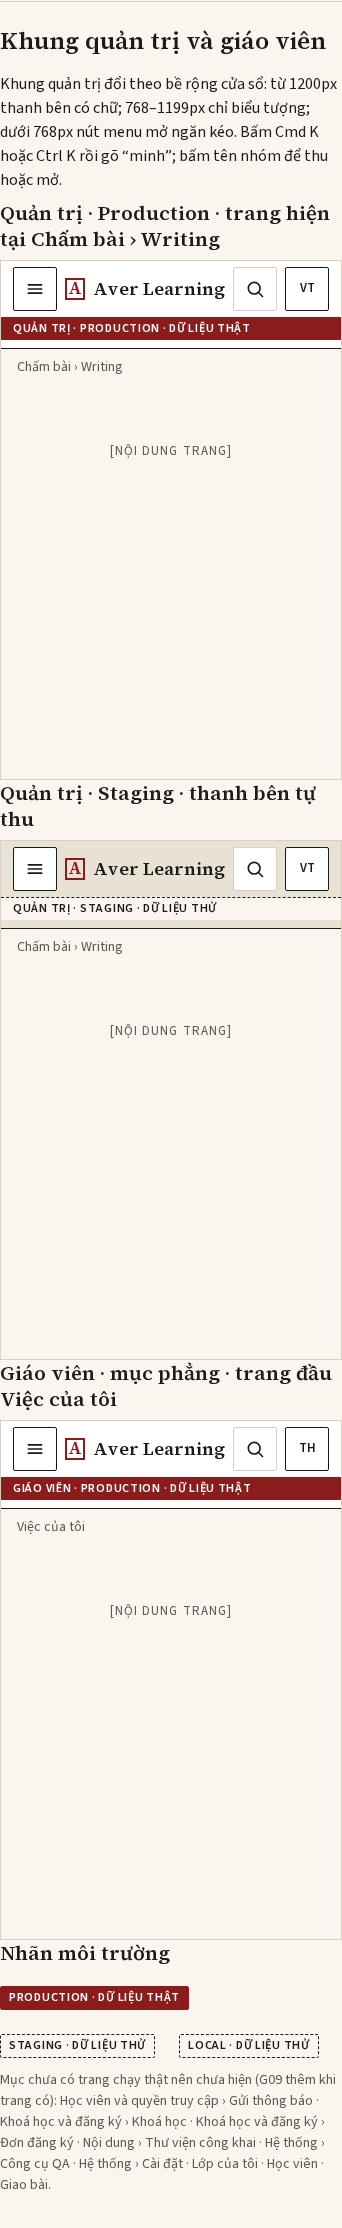 Khung quản trị và giáo viên
Khung quản trị đổi theo bề rộng cửa sổ: từ 1200px
thanh bên có chữ; 768–1199px chỉ biểu tượng;
dưới 768px nút menu mở ngăn kéo. Bấm Cmd K
hoặc Ctrl K rồi gõ “minh”; bấm tên nhóm để thu
hoặc mở.
Quản trị · Production · trang hiện
tại Chấm bài › Writing
A Aver Learning VT
QUẢN TRỊ · PRODUCTION · DỮ LIỆU THẬT
Chấm bài › Writing
[NỘI DUNG TRANG]
Quản trị · Staging · thanh bên tự
thu
A Aver Learning VT
QUẢN TRỊ · STAGING · DỮ LIỆU THỬ
Chấm bài › Writing
[NỘI DUNG TRANG]
Giáo viên · mục phẳng · trang đầu
Việc của tôi
A Aver Learning TH
GIÁO VIÊN · PRODUCTION · DỮ LIỆU THẬT
Việc của tôi
[NỘI DUNG TRANG]
Nhãn môi trường
PRODUCTION · DỮ LIỆU THẬT
STAGING · DỮ LIỆU THỬ LOCAL · DỮ LIỆU THỬ
Mục chưa có trang chạy thật nên chưa hiện (G09 thêm khi
trang có): Học viên và quyền truy cập › Gửi thông báo ·
Khoá học và đăng ký › Khoá học · Khoá học và đăng ký ›
Đơn đăng ký · Nội dung › Thư viện công khai · Hệ thống ›
Công cụ QA · Hệ thống › Cài đặt · Lớp của tôi · Học viên ·
Giao bài.